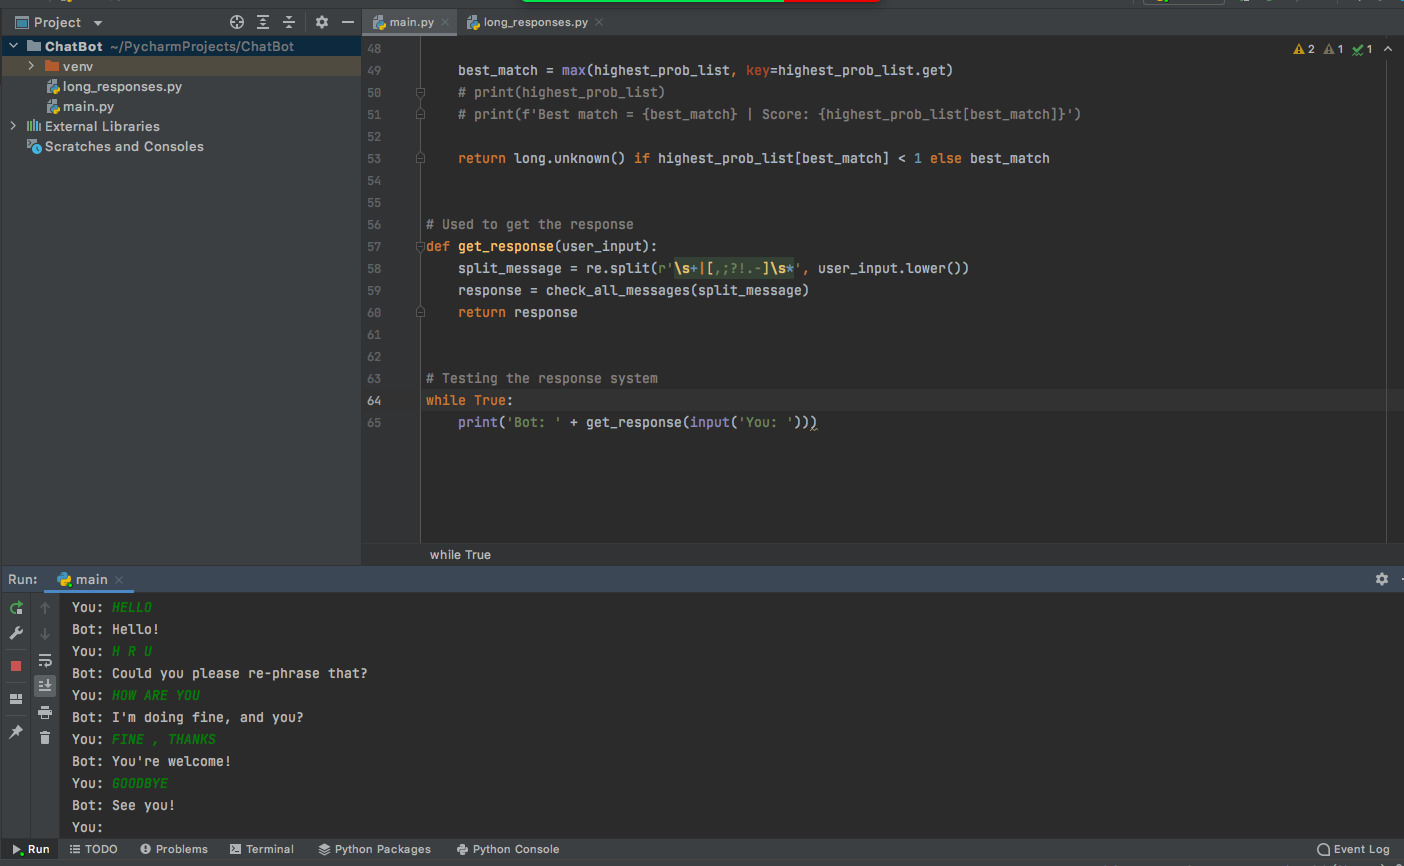 Project
main.py
long_responses.py
ChatBot ~/PycharmProjects/ChatBot
venv
long_responses.py
main.py
External Libraries
Scratches and Consoles
2 1 1
48
49 best_match = max(highest_prob_list, key=highest_prob_list.get)
50 # print(highest_prob_list)
51 # print(f'Best match = {best_match} | Score: {highest_prob_list[best_match]}')
52
53 return long.unknown() if highest_prob_list[best_match] < 1 else best_match
54
55
56 # Used to get the response
57 def get_response(user_input):
58 split_message = re.split(r'\s+|[,;?!.-]\s*', user_input.lower())
59 response = check_all_messages(split_message)
60 return response
61
62
63 # Testing the response system
64 while True:
65 print('Bot: ' + get_response(input('You: ')))
while True
Run: main
You: HELLO
Bot: Hello!
You: H R U
Bot: Could you please re-phrase that?
You: HOW ARE YOU
Bot: I'm doing fine, and you?
You: FINE , THANKS
Bot: You're welcome!
You: GOODBYE
Bot: See you!
You:
Run TODO Problems Terminal Python Packages Python Console Event Log